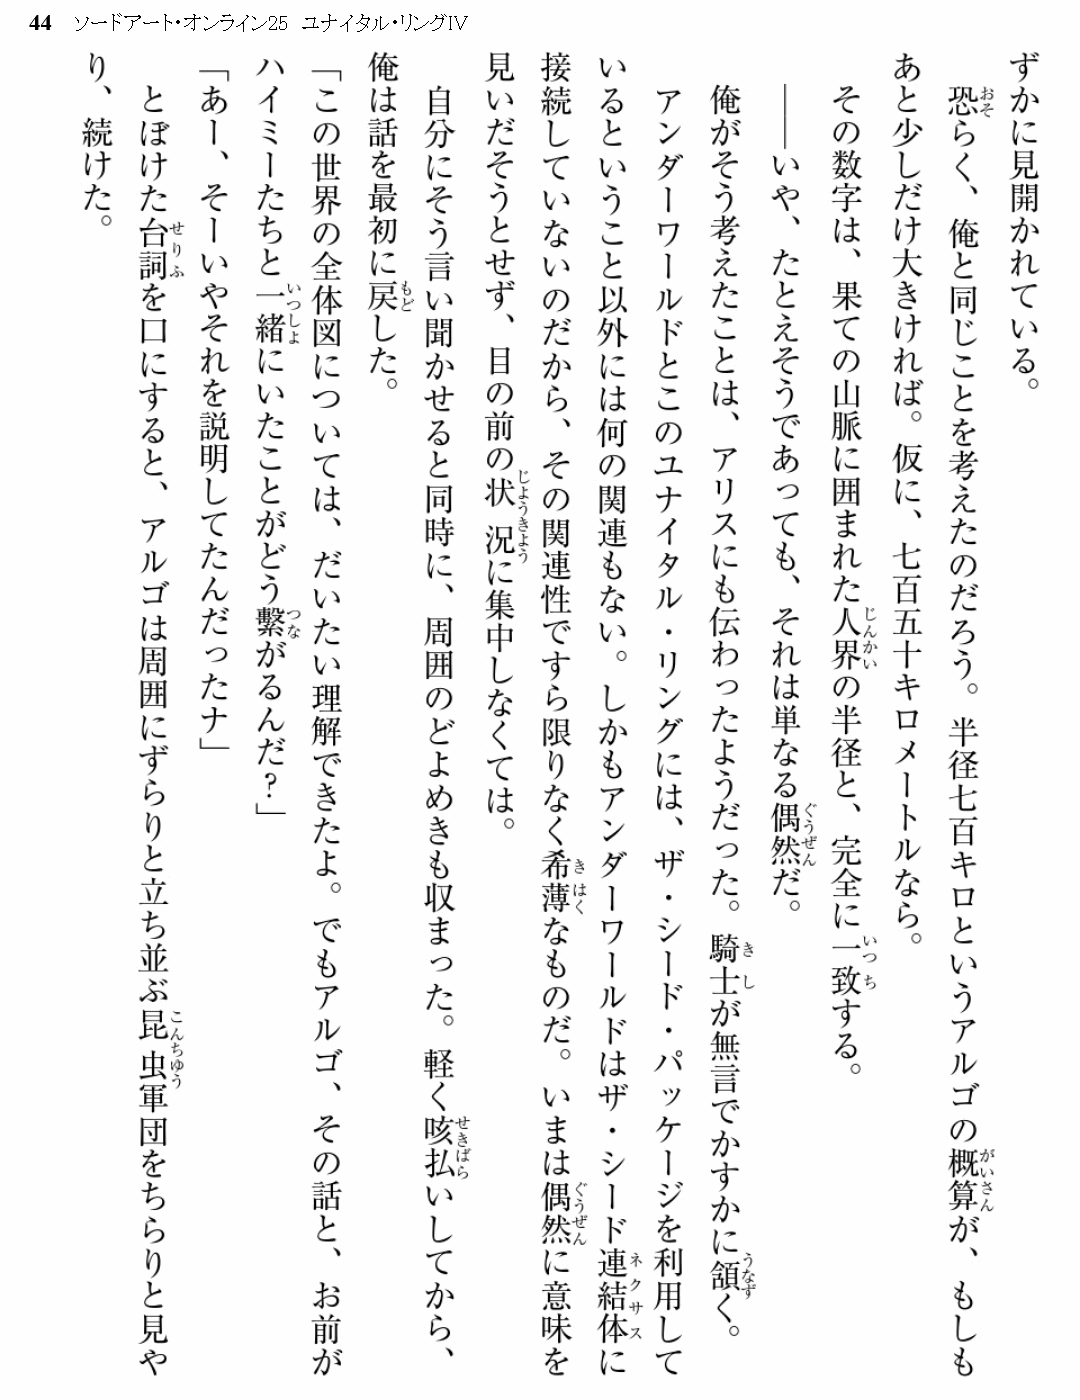 44 ソードアート・オンライン25 ユナイタル・リングⅣ
ずかに見開かれている。
恐らく、俺と同じことを考えたのだろう。半径七百キロというアルゴの概算が、もしも
あと少しだけ大きければ。仮に、七百五十キロメートルなら。
その数字は、果ての山脈に囲まれた人界の半径と、完全に一致する。
――いや、たとえそうであっても、それは単なる偶然だ。
俺がそう考えたことは、アリスにも伝わったようだった。騎士が無言でかすかに頷く。
アンダーワールドとこのユナイタル・リングには、ザ・シード・パッケージを利用して
いるということ以外には何の関連もない。しかもアンダーワールドはザ・シード連結体に
接続していないのだから、その関連性ですら限りなく希薄なものだ。いまは偶然に意味を
見いだそうとせず、目の前の状況に集中しなくては。
自分にそう言い聞かせると同時に、周囲のどよめきも収まった。軽く咳払いしてから、
俺は話を最初に戻した。
「この世界の全体図については、だいたい理解できたよ。でもアルゴ、その話と、お前が
ハイミーたちと一緒にいたことがどう繫がるんだ?」
「あー、そーいやそれを説明してたんだったナ」
とぼけた台詞を口にすると、アルゴは周囲にずらりと立ち並ぶ昆虫軍団をちらりと見や
り、続けた。